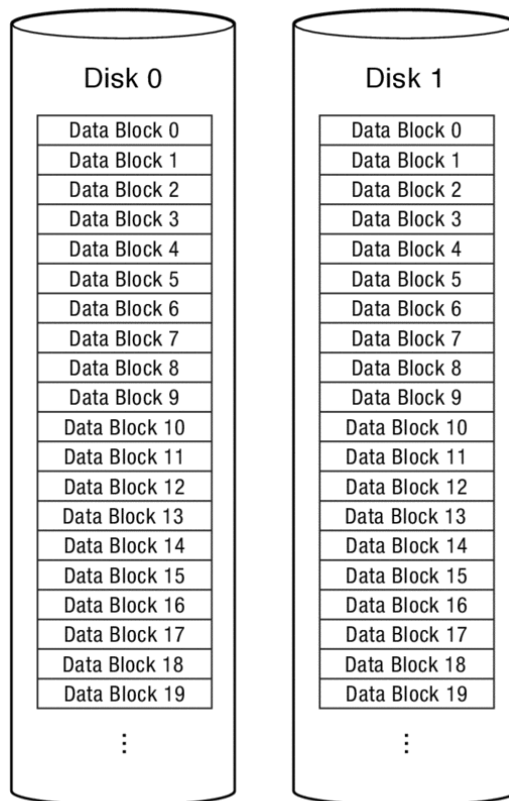 Disk 0
Data Block 0
Data Block 1
Data Block 2
Data Block 3
Data Block 4
Data Block 5
Data Block 6
Data Block 7
Data Block 8
Data Block 9
Data Block 10
Data Block 11
Data Block 12
Data Block 13
Data Block 14
Data Block 15
Data Block 16
Data Block 17
Data Block 18
Data Block 19
⋮
Disk 1
Data Block 0
Data Block 1
Data Block 2
Data Block 3
Data Block 4
Data Block 5
Data Block 6
Data Block 7
Data Block 8
Data Block 9
Data Block 10
Data Block 11
Data Block 12
Data Block 13
Data Block 14
Data Block 15
Data Block 16
Data Block 17
Data Block 18
Data Block 19
⋮